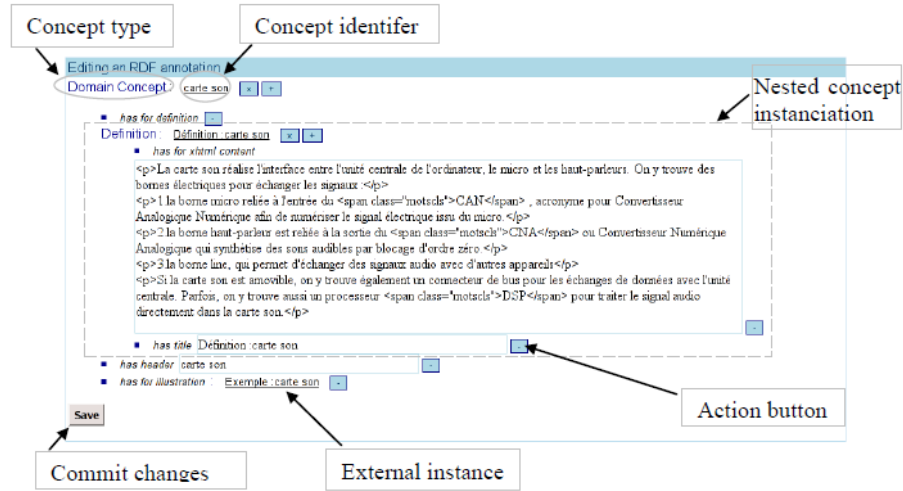 Concept type
Concept identifer
Editing an RDF annotation
Domain Concept: carte son x +
Nested concept
instanciation
has for definition -
Definition : Définition :carte son x +
has for xhtml content
<p>La carte son réalise l'interface entre l'unité centrale de l'ordinateur, le micro et les haut-parleurs. On y trouve des
bornes électriques pour échanger les signaux :</p>
<p>1.la borne micro reliée à l'entrée du <span class="motscls">CAN</span> , acronyme pour Convertisseur
Analogique Numérique afin de numériser le signal électrique issu du micro.</p>
<p>2.la borne haut-parleur est reliée à la sortie du <span class="motscls">CNA</span> ou Convertisseur Numérique
Analogique qui synthétise des sons audibles par blocage d'ordre zéro.</p>
<p>3.la borne line, qui permet d'échanger des signaux audio avec d'autres appareils</p>
<p>Si la carte son est amovible, on y trouve également un connecteur de bus pour les échanges de données avec l'unité
centrale. Parfois, on y trouve aussi un processeur <span class="motscls">DSP</span> pour traiter le signal audio
directement dans la carte son.</p>
-
has title Définition :carte son -
has header carte son -
has for illustration : Exemple :carte son -
Action button
Save
Commit changes
External instance